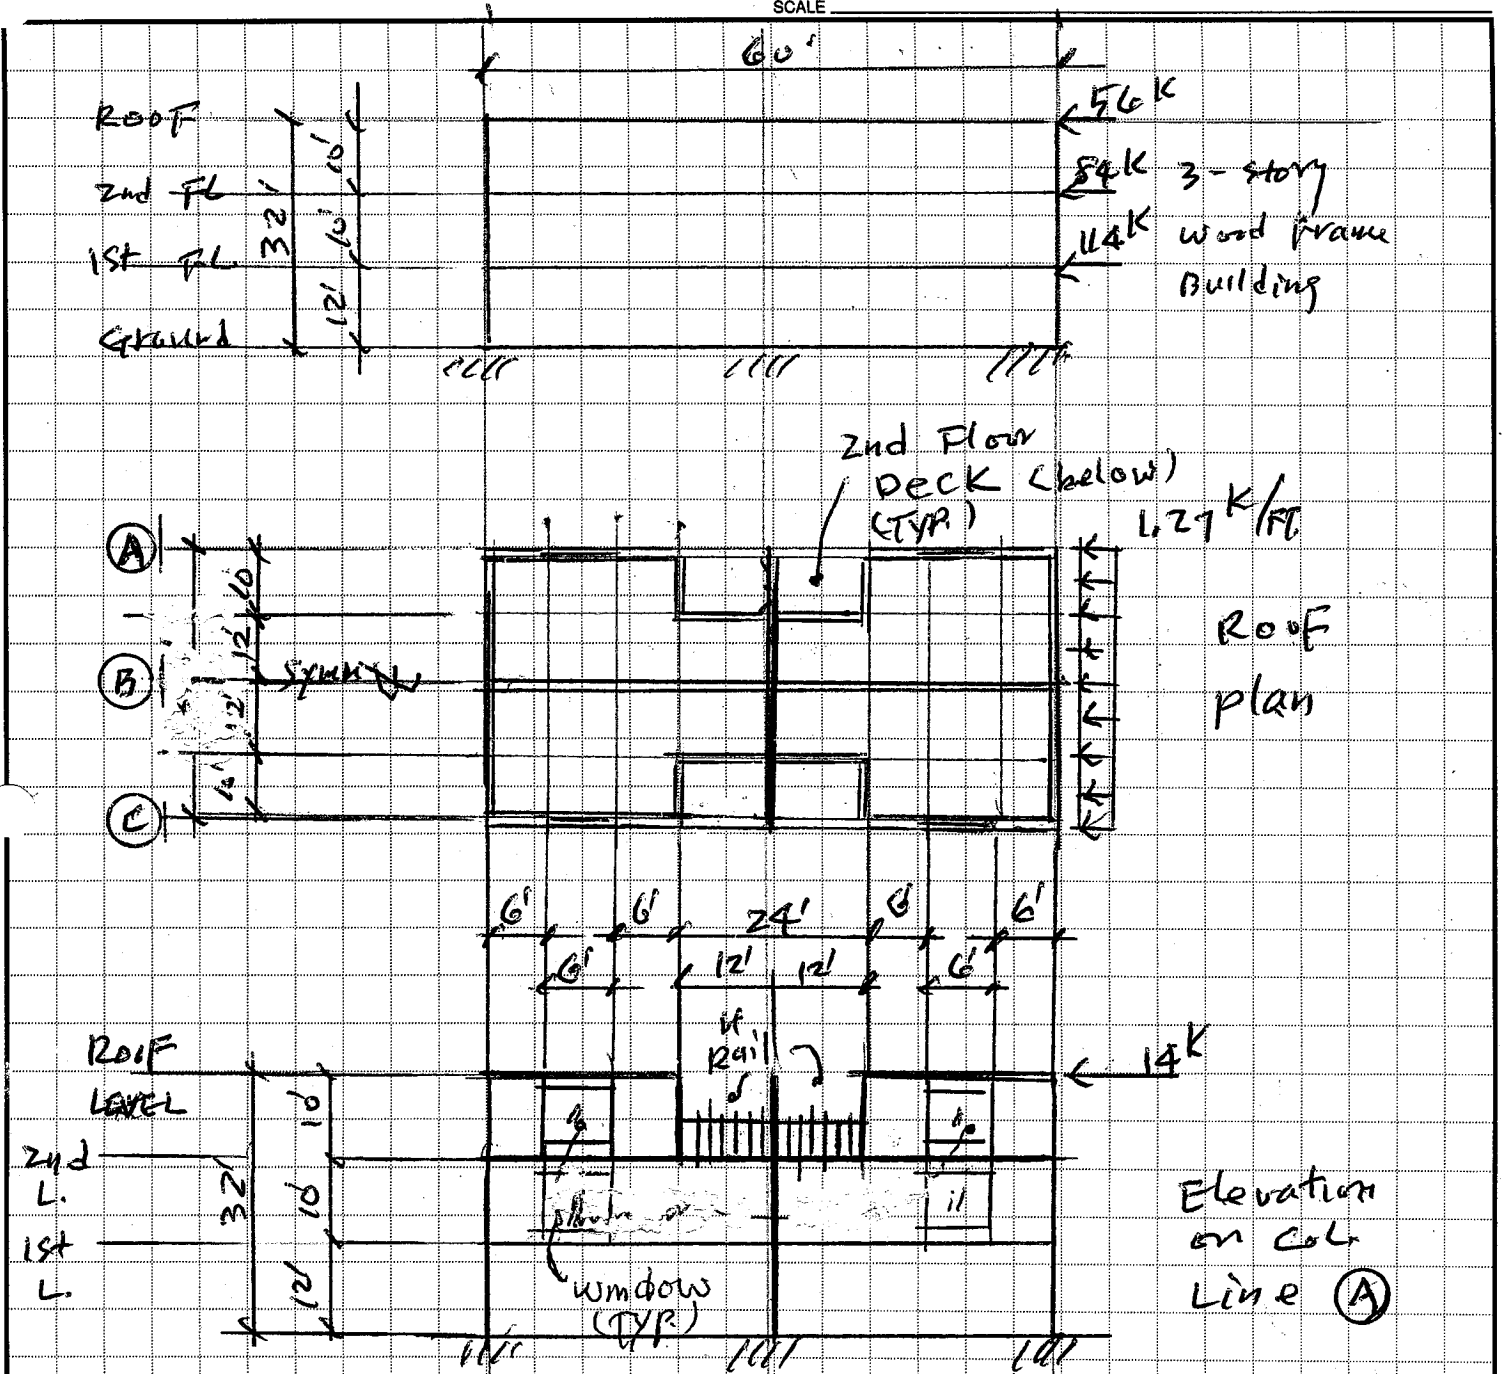 SCALE
60'
ROOF
56K
10'
2nd FL
84K 3-story
32'
10'
1st FL.
114K wood frame
Building
12'
Ground
2nd Floor
Deck (below)
(TYP.)
1.27 K/FT.
A
10'
Roof
12'
B
symm
plan
12'
10'
C
6'
6'
24'
6'
6'
6'
12'
12'
6'
Rail
ROOF
LEVEL
14K
10'
2nd
L.
32'
10'
1st
L.
12'
window
(TYP.)
Elevation
on Col.
Line A